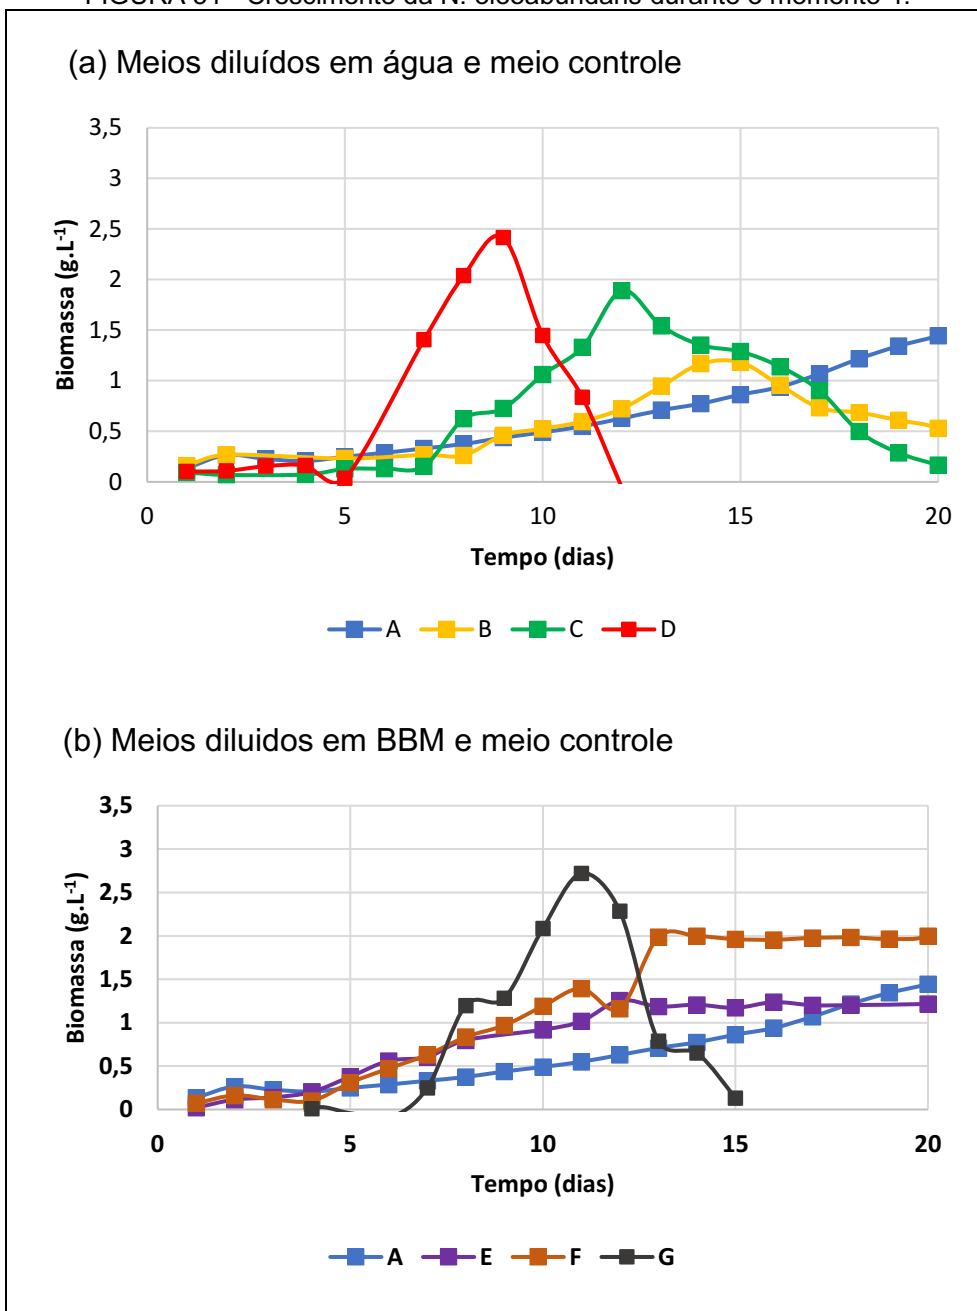 (a) Meios diluídos em água e meio controle
3,5
3
2,5
2
1,5
1
0,5
0
Biomassa (g.L-1)
0 5 10 15 20
Tempo (dias)
A B C D
(b) Meios diluidos em BBM e meio controle
3,5
3
2,5
2
1,5
1
0,5
0
Biomassa (g.L-1)
0 5 10 15 20
Tempo (dias)
A E F G